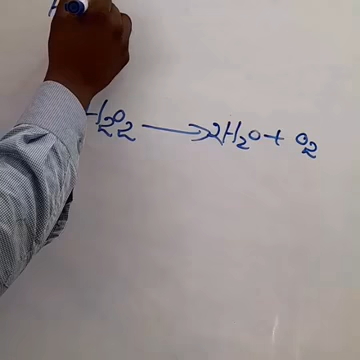 H₂O₂ ⟶ 2H₂O + O₂